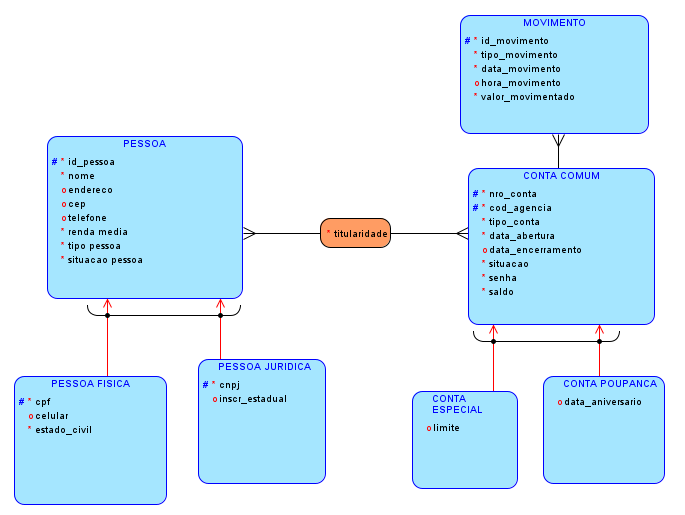 MOVIMENTO
# * id_movimento
* tipo_movimento
* data_movimento
o hora_movimento
* valor_movimentado
PESSOA
# * id_pessoa
* nome
o endereco
o cep
o telefone
* renda media
* tipo pessoa
* situacao pessoa
* titularidade
CONTA COMUM
# * nro_conta
# * cod_agencia
* tipo_conta
* data_abertura
o data_encerramento
* situacao
* senha
* saldo
PESSOA FISICA
# * cpf
o celular
* estado_civil
PESSOA JURIDICA
# * cnpj
o inscr_estadual
CONTA
ESPECIAL
o limite
CONTA POUPANCA
o data_aniversario